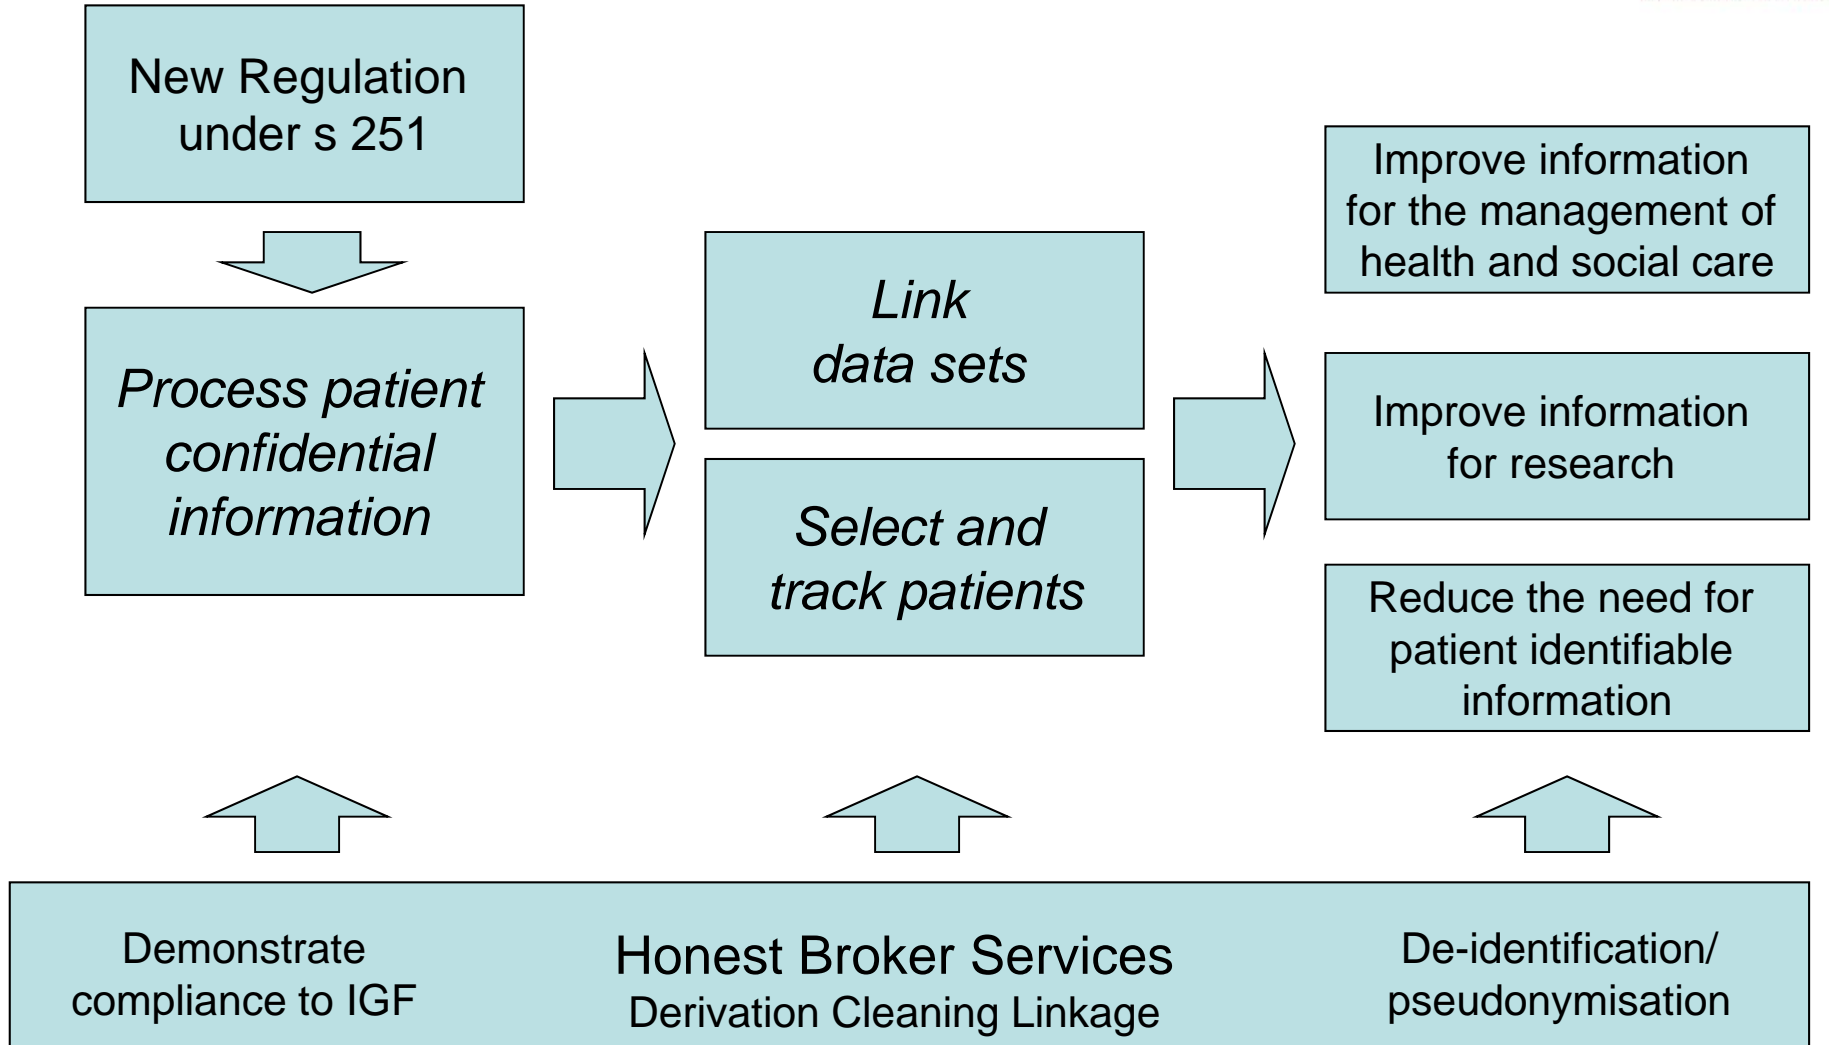 New Regulation
under s 251
Process patient
confidential
information
Link
data sets
Select and
track patients
Improve information
for the management of
health and social care
Improve information
for research
Reduce the need for
patient identifiable
information
Demonstrate
compliance to IGF
Honest Broker Services
Derivation Cleaning Linkage
De-identification/
pseudonymisation